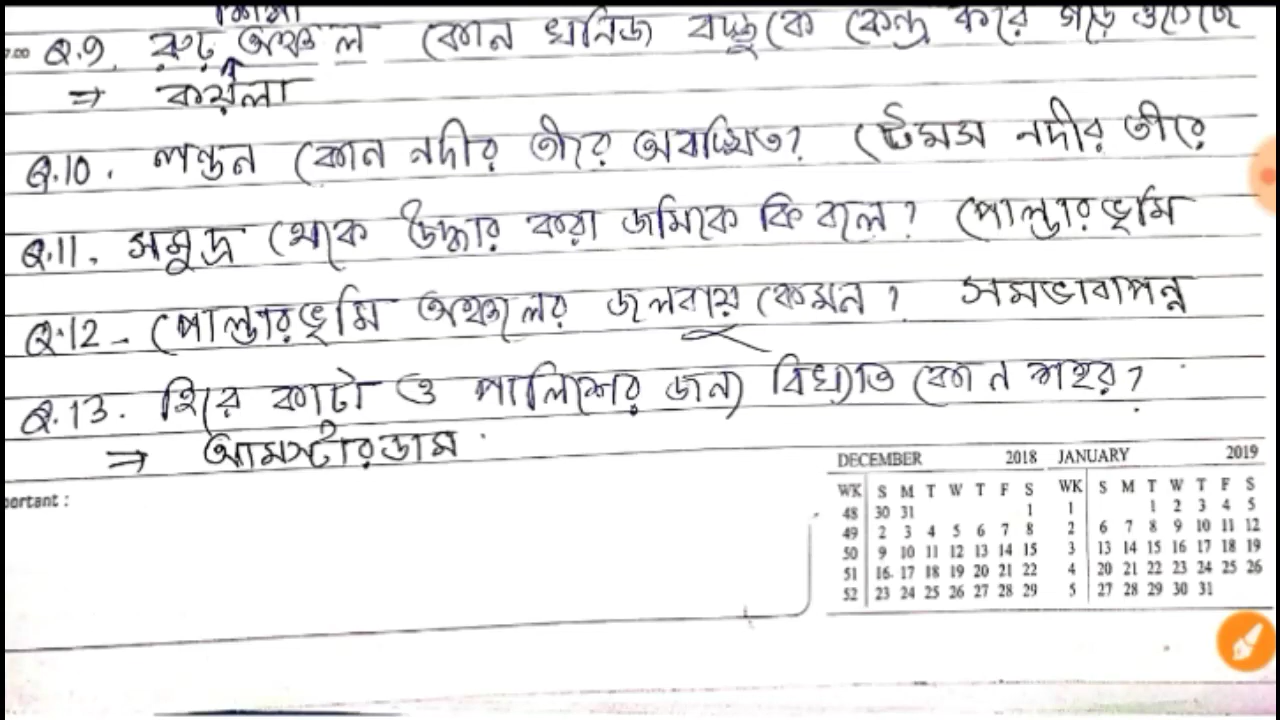 শিল্প
7.00 Q.9. রূঢ় অঞ্চল কোন খনিজ বস্তুকে কেন্দ্র করে গড়ে উঠেছে
⇒ কয়লা
Q.10. লন্ডন কোন নদীর তীরে অবস্থিত? টেমস নদীর তীরে
Q.11. সমুদ্র থেকে উদ্ধার করা জমিকে কি বলে? পোল্ডারভূমি
Q.12 - পোল্ডারভূমি অঞ্চলের জলবায়ু কেমন? সমভাবাপন্ন
Q.13. হিরে কাটা ও পালিশের জন্য বিখ্যাত কোন শহর?
⇒ আমস্টারডাম
portant :
DECEMBER 2018 JANUARY 2019
WK S M T W T F S WK S M T W T F S
48 30 31 1 1 1 2 3 4 5
49 2 3 4 5 6 7 8 2 6 7 8 9 10 11 12
50 9 10 11 12 13 14 15 3 13 14 15 16 17 18 19
51 16 17 18 19 20 21 22 4 20 21 22 23 24 25 26
52 23 24 25 26 27 28 29 5 27 28 29 30 31